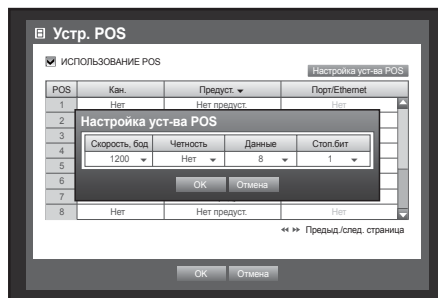 Устр. POS
ИСПОЛЬЗОВАНИЕ POS
Настройка уст-ва POS
POS Кан. Предуст. Порт/Ethernet
1 Нет Нет предуст. Нет
2
Настройка уст-ва POS
3
Скорость, бод Четность Данные Стоп.бит
4
1200 Нет 8 1
5
6
OK Отмена
7
8 Нет Нет предуст. Нет
Предыд./след. страница
OK Отмена